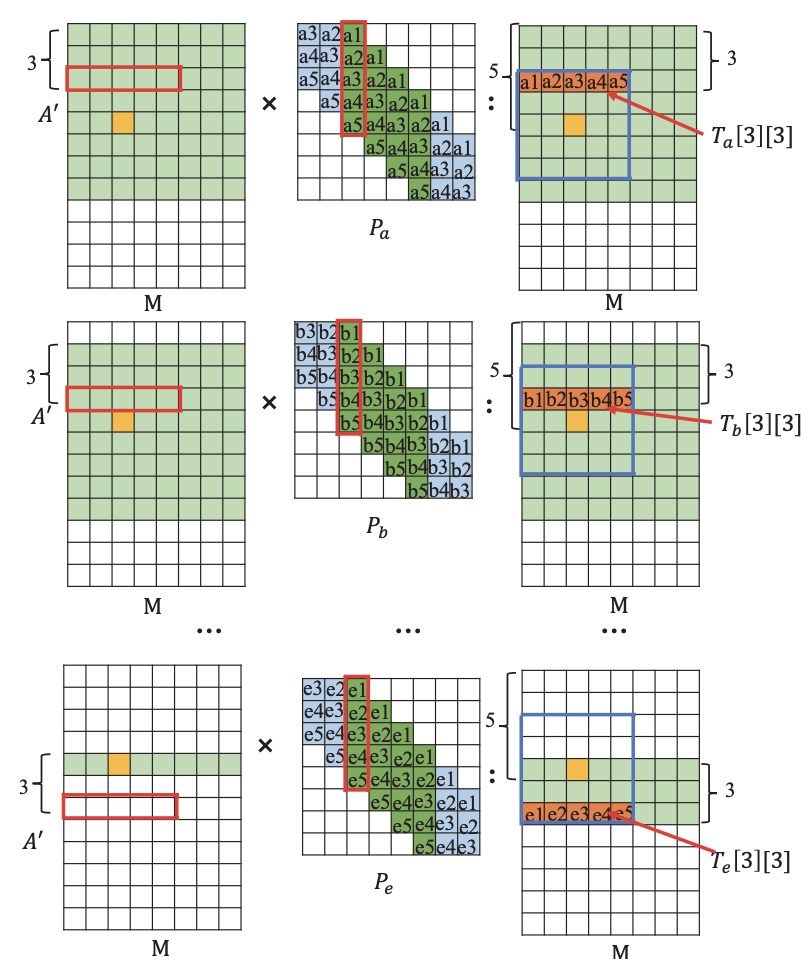 3
A′
M
×
a3 a2 a1
a4 a3 a2 a1
a5 a4 a3 a2 a1
a5 a4 a3 a2 a1
a5 a4 a3 a2 a1
a5 a4 a3 a2 a1
a5 a4 a3 a2
a5 a4 a3
P_a
:
5
3
a1 a2 a3 a4 a5
T_a[3][3]
M
3
A′
M
×
b3 b2 b1
b4 b3 b2 b1
b5 b4 b3 b2 b1
b5 b4 b3 b2 b1
b5 b4 b3 b2 b1
b5 b4 b3 b2 b1
b5 b4 b3 b2
b5 b4 b3
P_b
:
5
3
b1 b2 b3 b4 b5
T_b[3][3]
M
... ... ...
3
A′
M
×
e3 e2 e1
e4 e3 e2 e1
e5 e4 e3 e2 e1
e5 e4 e3 e2 e1
e5 e4 e3 e2 e1
e5 e4 e3 e2 e1
e5 e4 e3 e2
e5 e4 e3
P_e
:
5
3
e1 e2 e3 e4 e5
T_e[3][3]
M